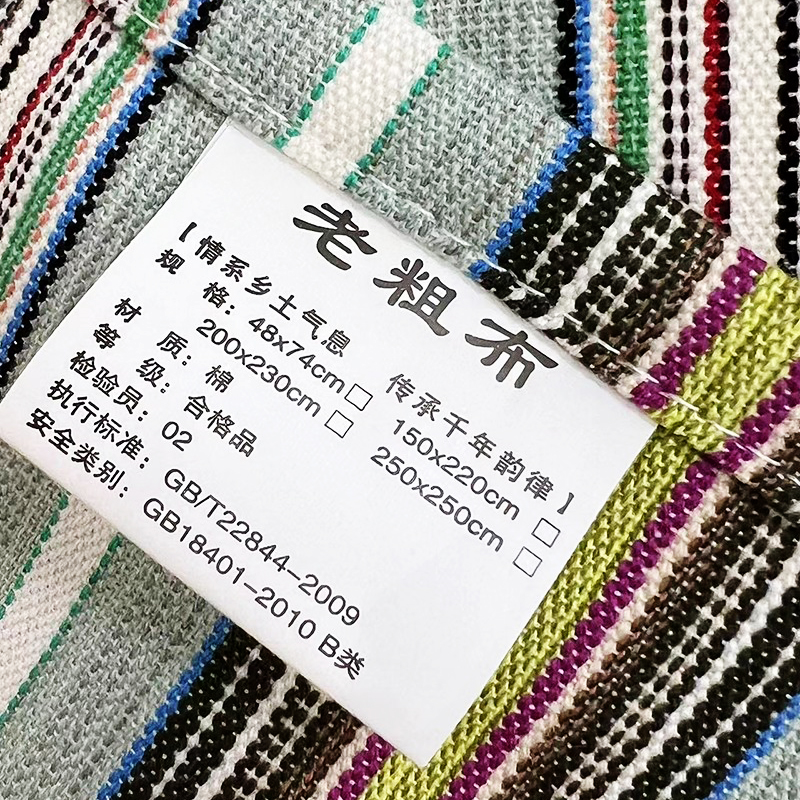 老粗布
【情系乡土气息 传承千年韵律】
规 格：48x74cm□ 150x220cm □
200x230cm □ 250x250cm □
材 质：棉
等 级：合格品
检验员：02
执行标准：GB/T22844-2009
安全类别：GB18401-2010 B类